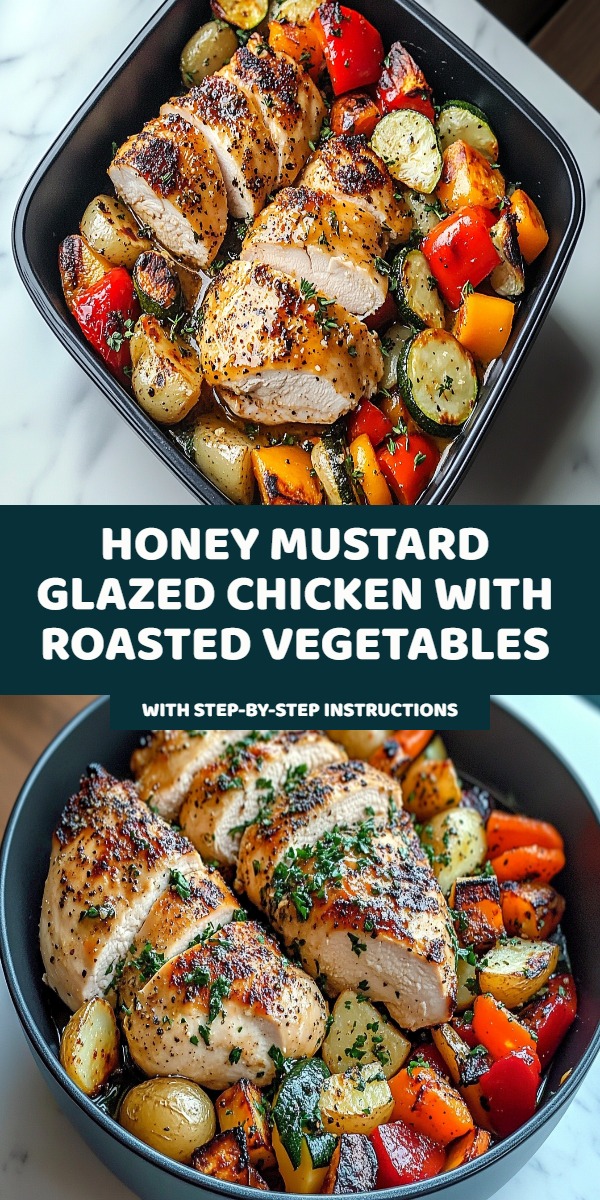 HONEY MUSTARD
GLAZED CHICKEN WITH
ROASTED VEGETABLES
WITH STEP-BY-STEP INSTRUCTIONS